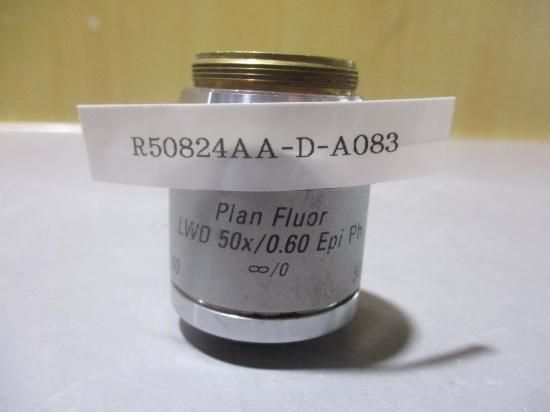 R50824AA-D-A083
Plan Fluor
LWD 50x/0.60 Epi Ph
∞/0